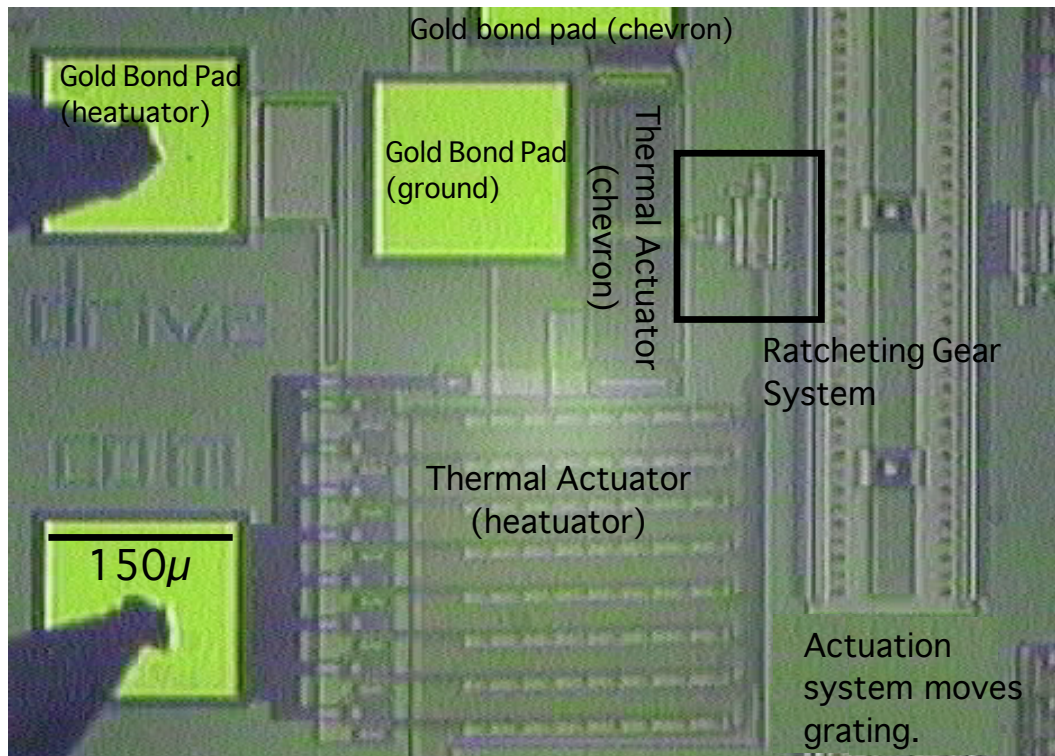 Gold bond pad (chevron)
Gold Bond Pad
(heatuator)
Gold Bond Pad
(ground)
Thermal Actuator
(chevron)
drive
Ratcheting Gear
System
Thermal Actuator
(heatuator)
150µ
Actuation
system moves
grating.